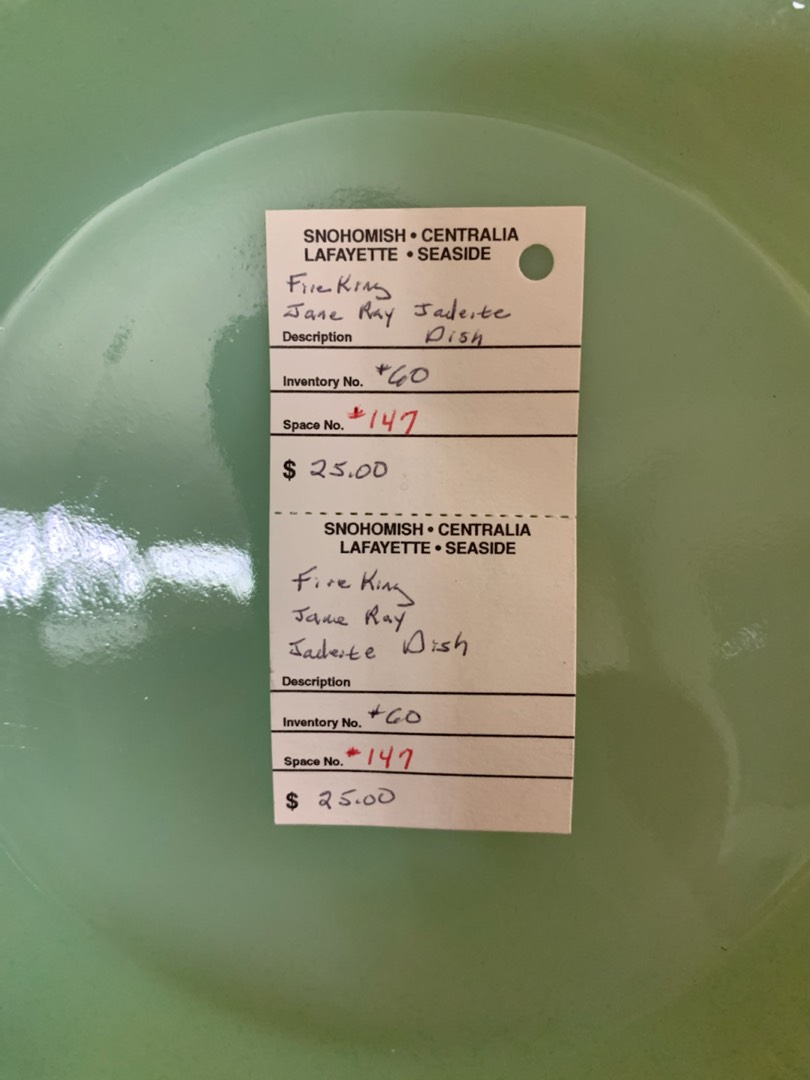 SNOHOMISH • CENTRALIA
LAFAYETTE • SEASIDE
Fire King
Jane Ray Jadeite
Description Dish
Inventory No. #60
Space No. #147
$ 25.00
SNOHOMISH • CENTRALIA
LAFAYETTE • SEASIDE
Fire King
Jane Ray
Jadeite Dish
Description
Inventory No. #60
Space No. #147
$ 25.00